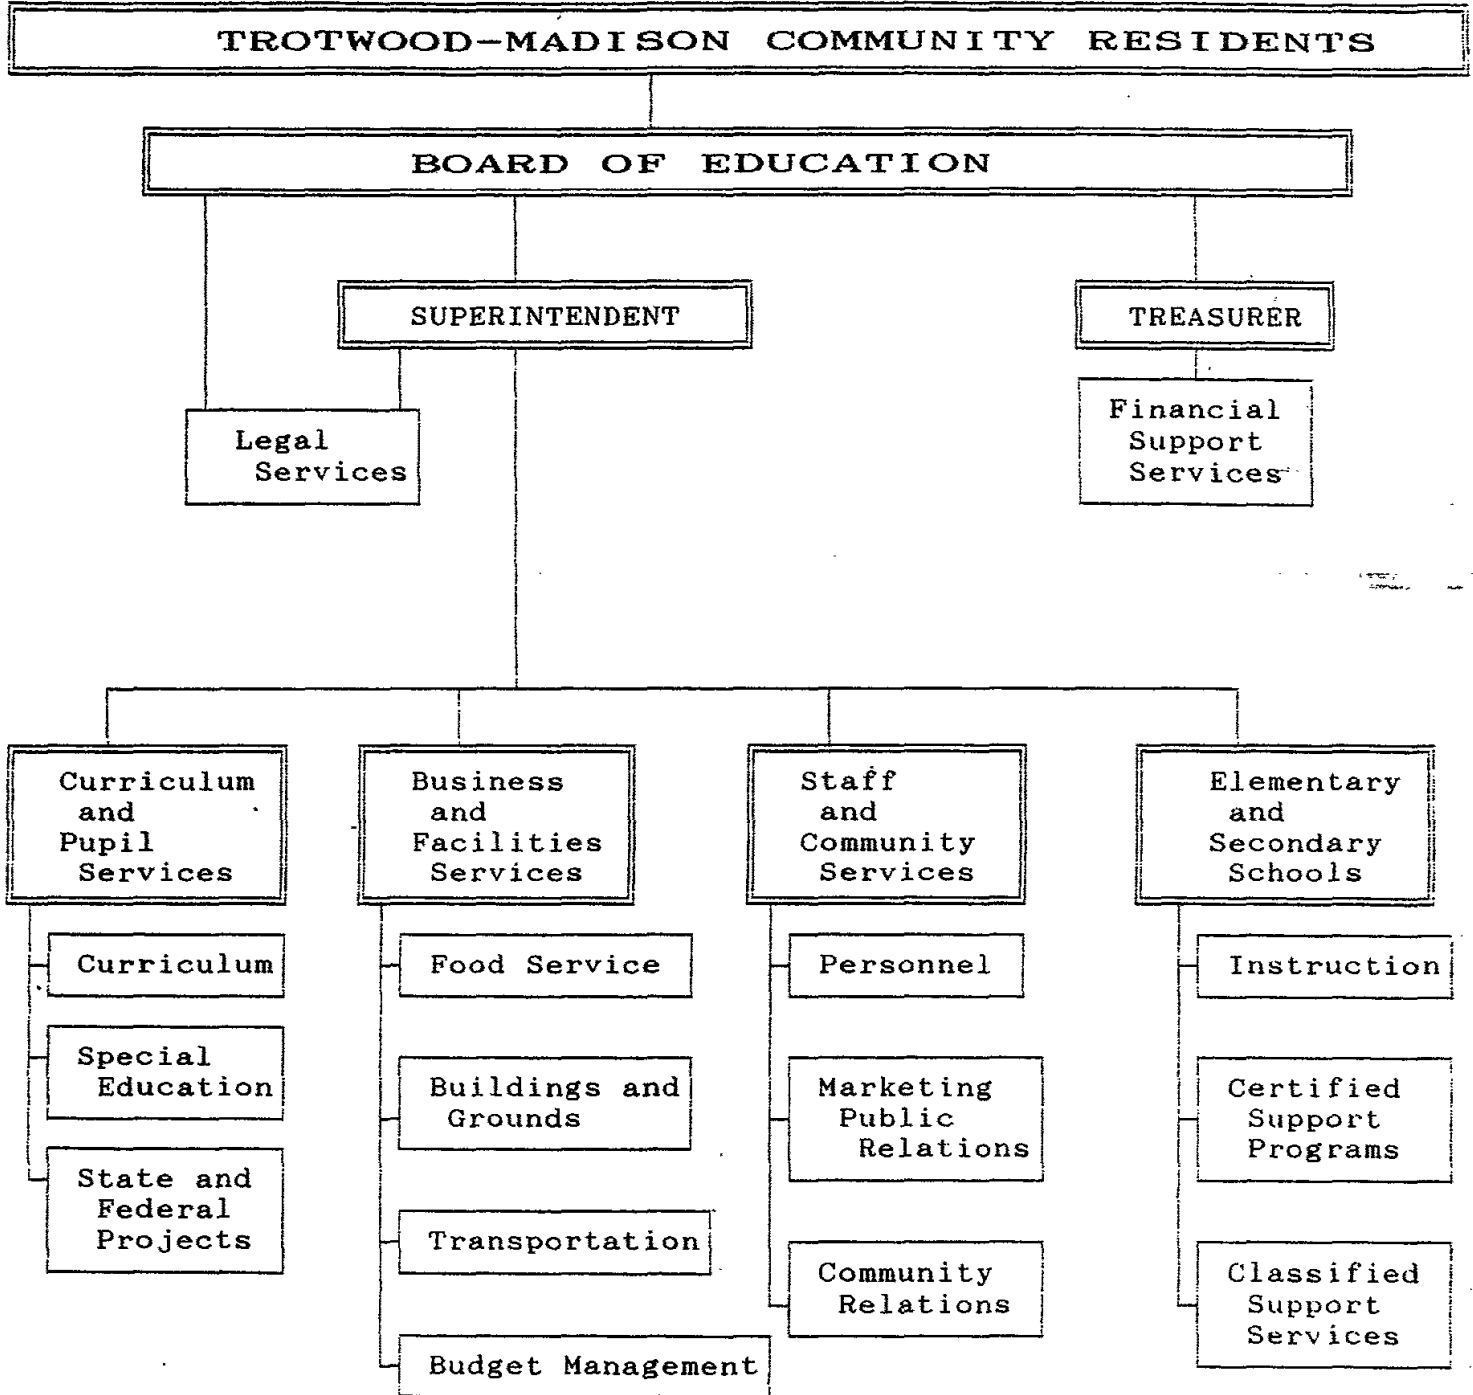 TROTWOOD-MADISON COMMUNITY RESIDENTS
BOARD OF EDUCATION
SUPERINTENDENT
TREASURER
Legal
Services
Financial
Support
Services
Curriculum
and
Pupil
Services
Curriculum
Special
Education
State and
Federal
Projects
Business
and
Facilities
Services
Food Service
Buildings and
Grounds
Transportation
Budget Management
Staff
and
Community
Services
Personnel
Marketing
Public
Relations
Community
Relations
Elementary
and
Secondary
Schools
Instruction
Certified
Support
Programs
Classified
Support
Services